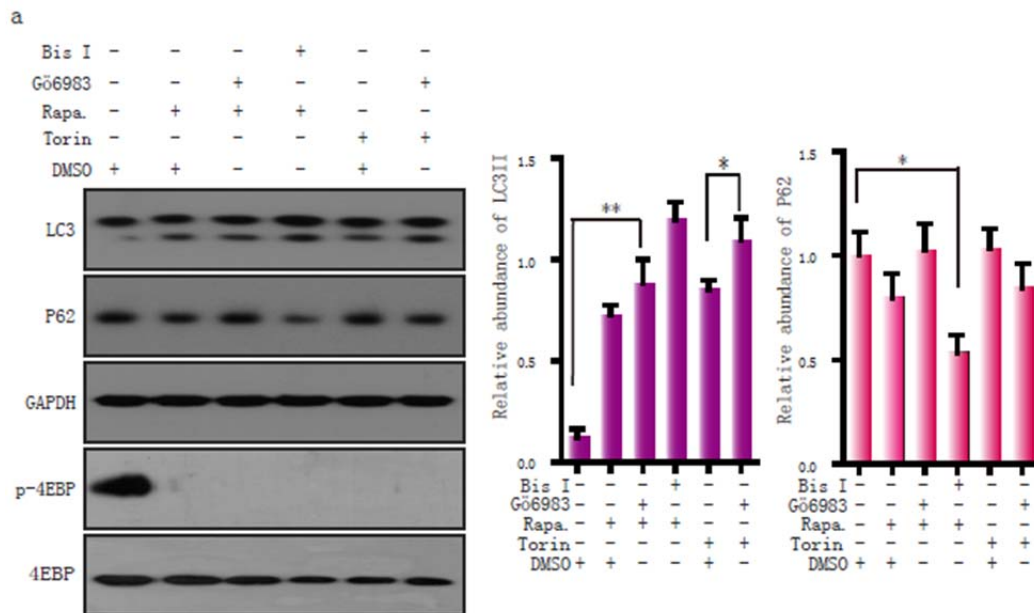 a
Bis I - - - + - -
Gö6983 - - + - - +
Rapa. - + + + - -
Torin - - - - + +
DMSO + + - - + -
LC3
P62
GAPDH
p-4EBP
4EBP
Relative abundance of LC3II
1.5
1.0
0.5
0.0
**
*
Bis I - - - + - -
Gö6983 - - + - - +
Rapa. - + + + - -
Torin - - - - + +
DMSO + + - - + -
Relative abundance of P62
1.5
1.0
0.5
0.0
*
Bis I - - - + - -
Gö6983 - - + - - +
Rapa. - + + + - -
Torin - - - - + +
DMSO + + - - + -